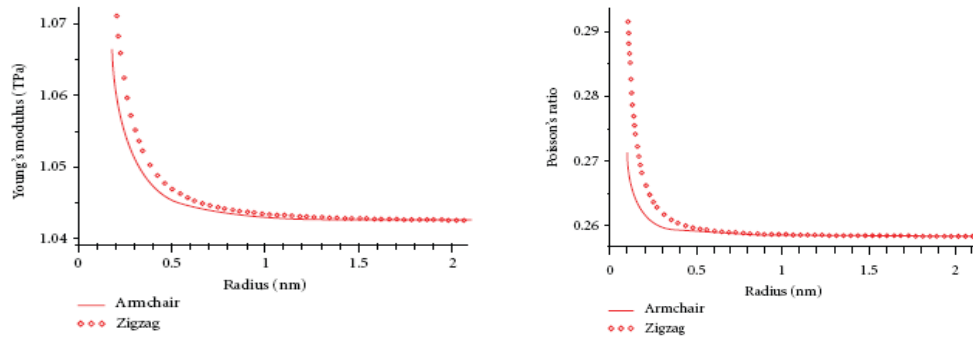 Young's modulus (TPa)
1.07
1.06
1.05
1.04
0
0.5
1
1.5
2
Radius (nm)
Armchair
Zigzag
Poisson's ratio
0.29
0.28
0.27
0.26
0
0.5
1
1.5
2
Radius (nm)
Armchair
Zigzag